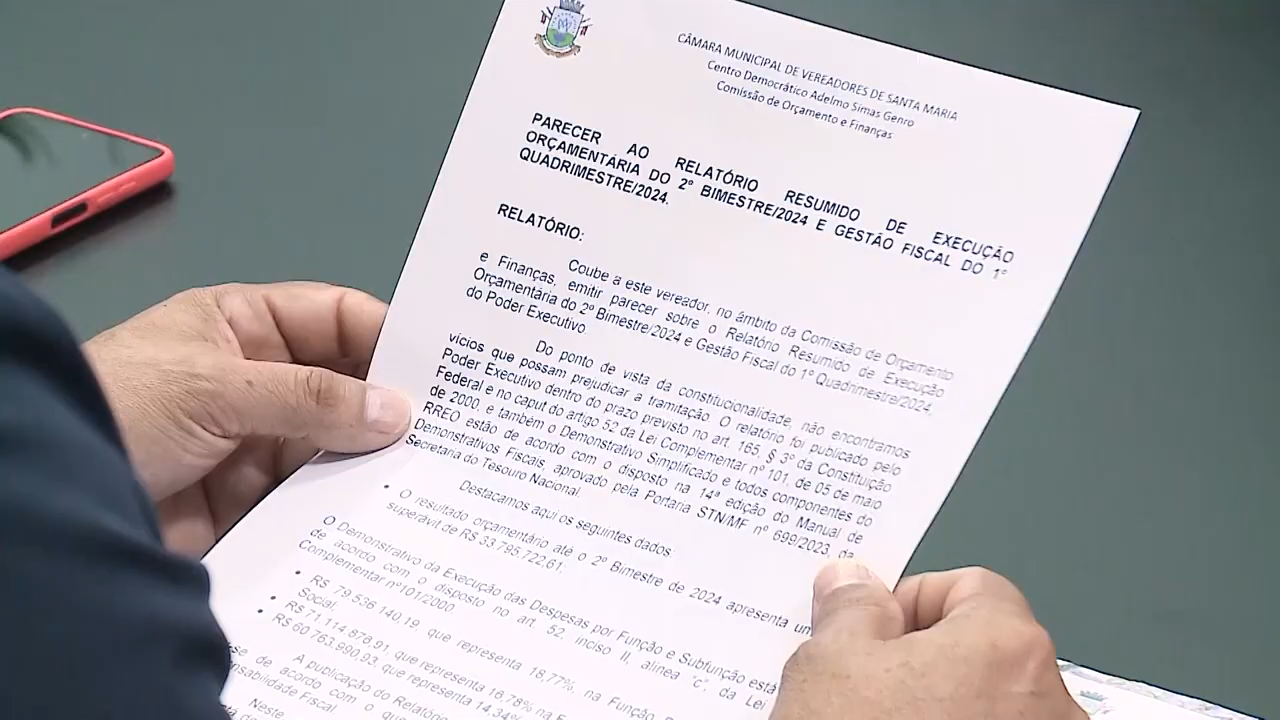 CÂMARA MUNICIPAL DE VEREADORES DE SANTA MARIA
Centro Democrático Adelmo Simas Genro
Comissão de Orçamento e Finanças
PARECER AO RELATÓRIO RESUMIDO DE EXECUÇÃO
ORÇAMENTÁRIA DO 2º BIMESTRE/2024 E GESTÃO FISCAL DO 1º
QUADRIMESTRE/2024.
RELATÓRIO:
Coube a este vereador, no âmbito da Comissão de Orçamento
e Finanças, emitir parecer sobre o Relatório Resumido de Execução
Orçamentária do 2º Bimestre/2024 e Gestão Fiscal do 1º Quadrimestre/2024,
do Poder Executivo
Do ponto de vista da constitucionalidade, não encontramos
vícios que possam prejudicar a tramitação. O relatório foi publicado pelo
Poder Executivo dentro do prazo previsto no art. 165, § 3º da Constituição
Federal e no caput do artigo 52 da Lei Complementar nº 101, de 05 de maio
de 2000, e também o Demonstrativo Simplificado e todos componentes do
RREO estão de acordo com o disposto na 14ª edição do Manual de
Demonstrativos Fiscais, aprovado pela Portaria STN/MF nº 699/2023, da
Secretaria do Tesouro Nacional.
Destacamos aqui os seguintes dados:
• O resultado orçamentário até o 2º Bimestre de 2024 apresenta um
superávit de R$ 33.795.722,61;
O Demonstrativo da Execução das Despesas por Função e Subfunção está
de acordo com o disposto no art. 52, inciso II, alínea "c", da Lei
Complementar nº101/2000.
• R$ 79.536.140,19, que representa 18,77%, na Função
Social;
• R$ 71.114.878,91, que representa 16,78% na
• R$ 60.763.990,93, que representa 14,34%
A publicação do Relatório
de acordo com o
Fiscal.
Neste